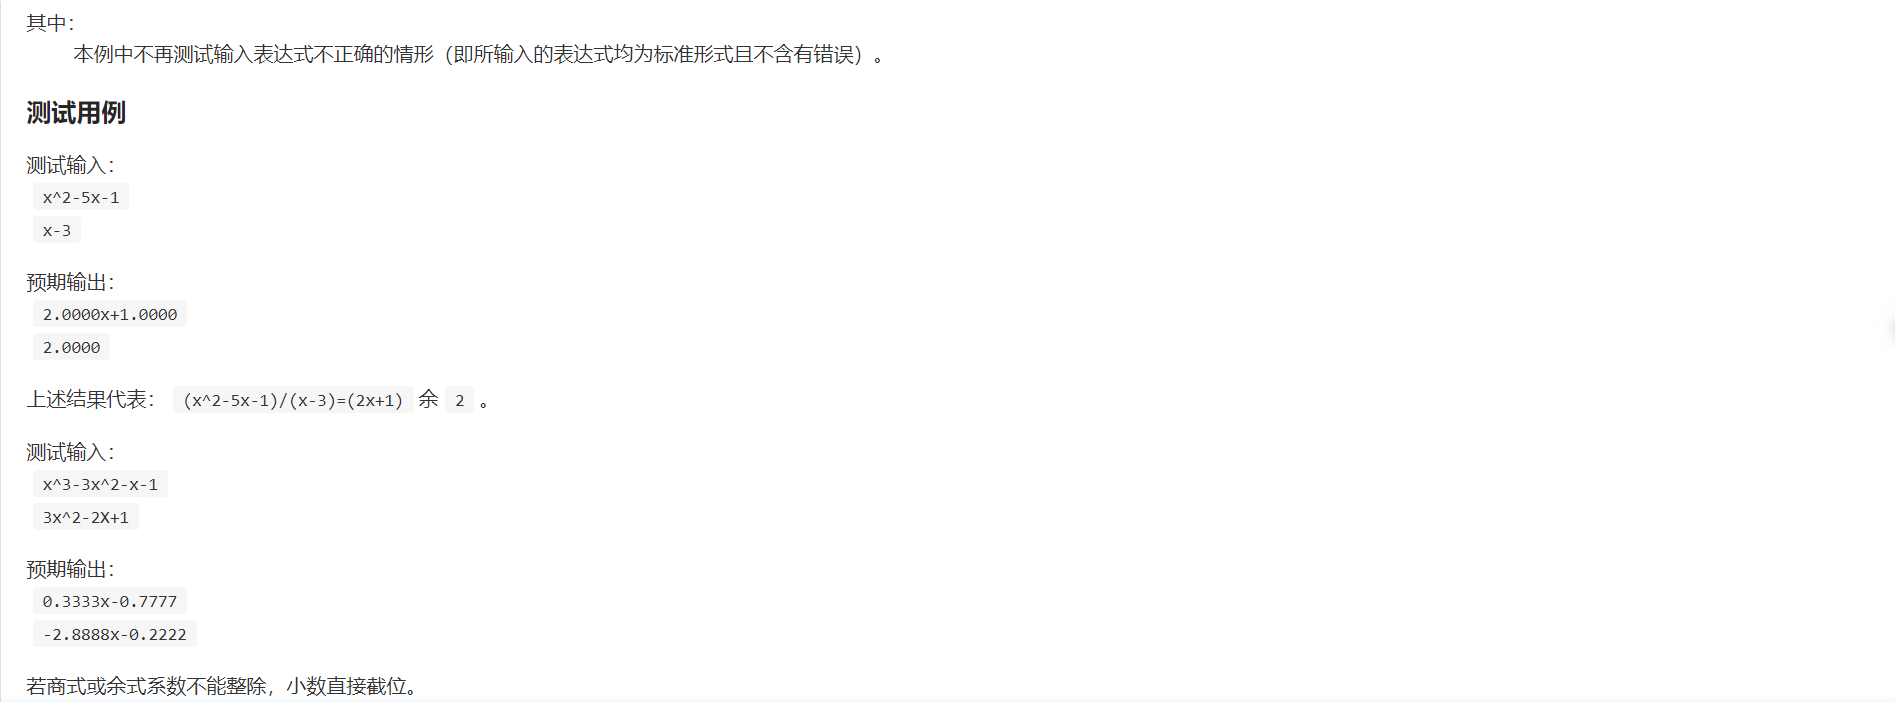 其中：
本例中不再测试输入表达式不正确的情形（即所输入的表达式均为标准形式且不含有错误）。
测试用例
测试输入：
x^2-5x-1
x-3
预期输出：
2.0000x+1.0000
2.0000
上述结果代表： (x^2-5x-1)/(x-3)=(2x+1) 余 2 。
测试输入：
x^3-3x^2-x-1
3x^2-2X+1
预期输出：
0.3333x-0.7777
-2.8888x-0.2222
若商式或余式系数不能整除，小数直接截位。